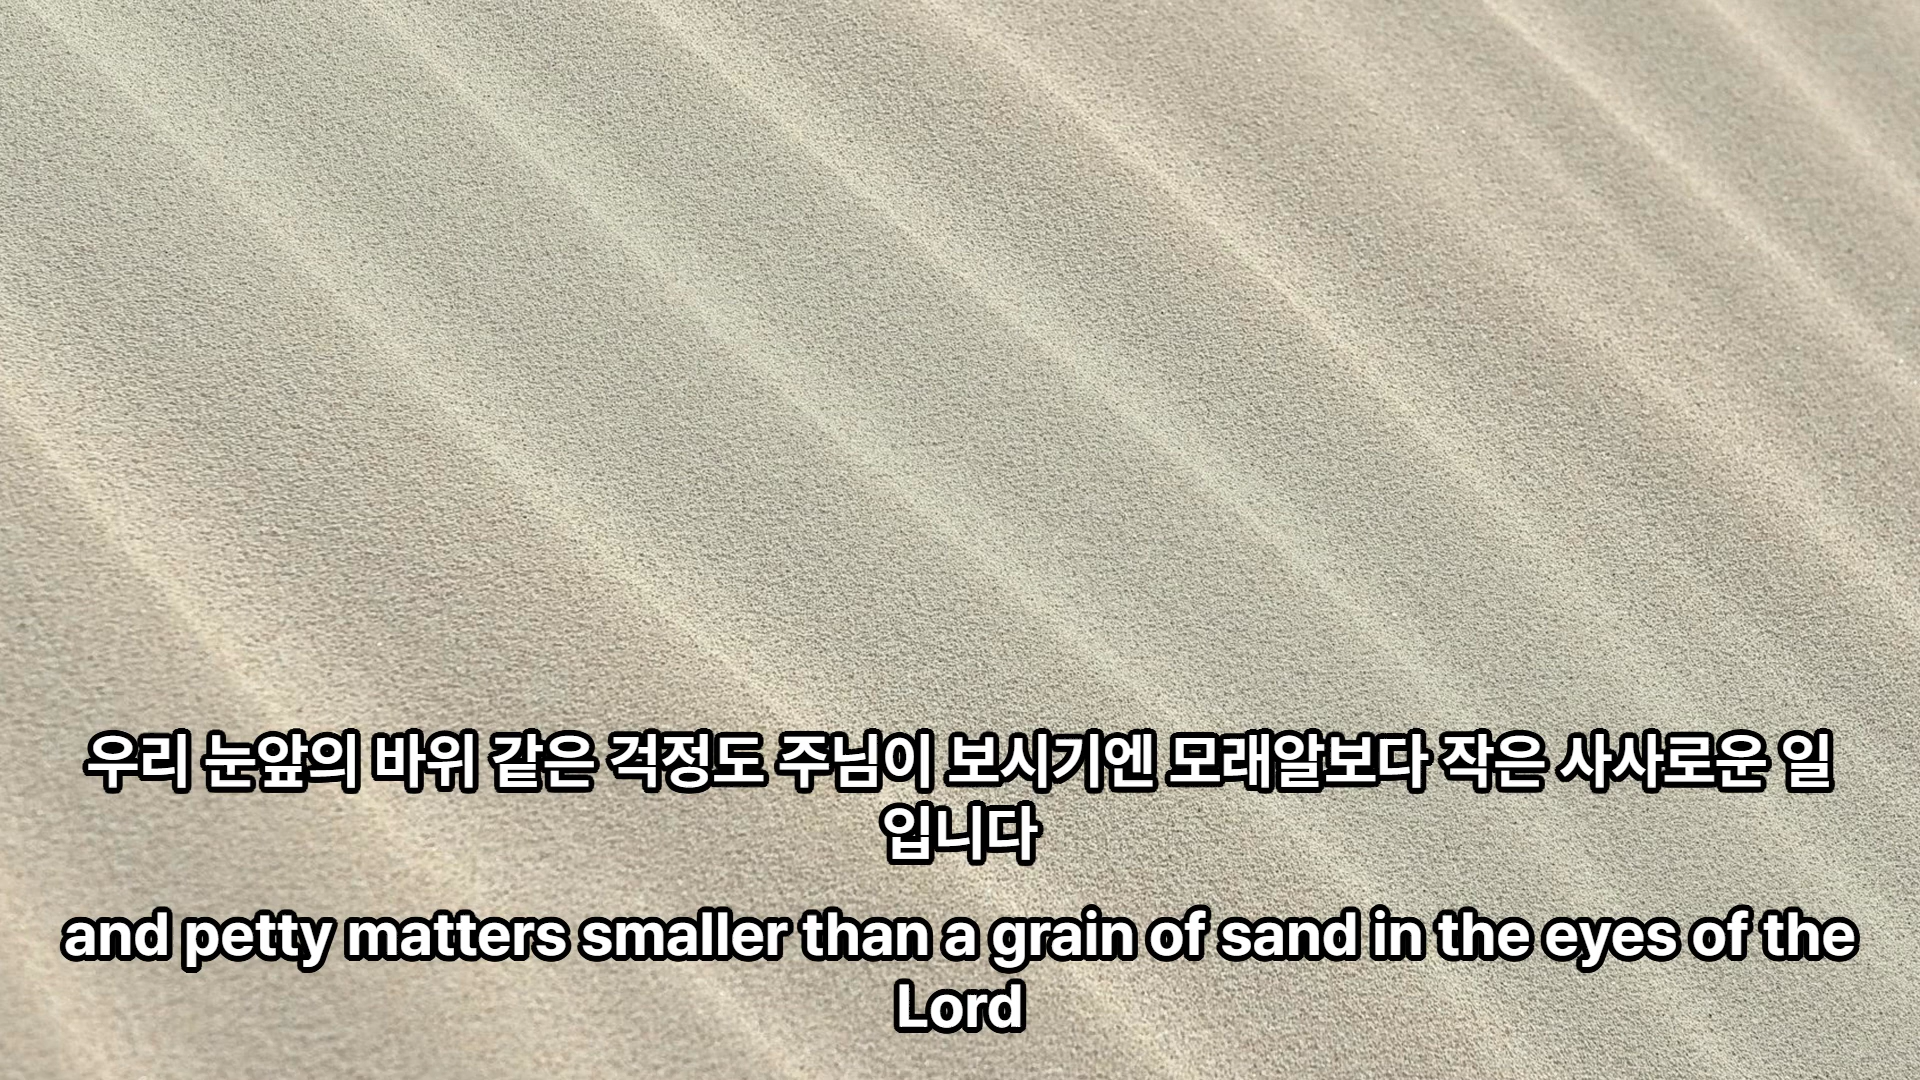 우리 눈앞의 바위 같은 걱정도 주님이 보시기엔 모래알보다 작은 사사로운 일
입니다
and petty matters smaller than a grain of sand in the eyes of the
Lord